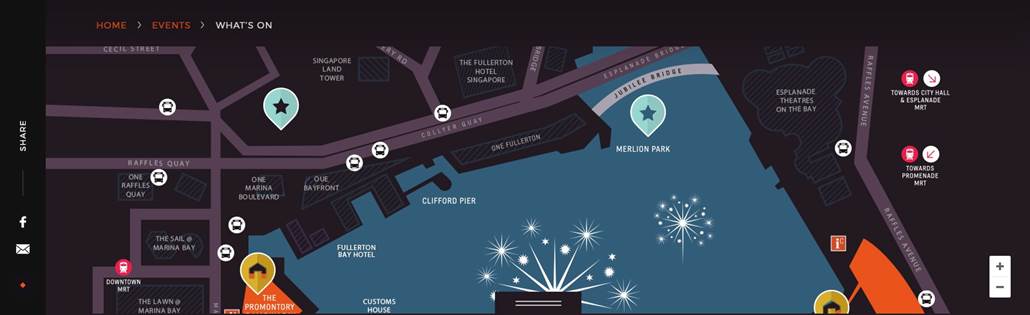 HOME
EVENTS
WHAT'S ON
SHARE
CECIL STREET
SINGAPORE
LAND
TOWER
THE FULLERTON
HOTEL
SINGAPORE
ESPLANADE BRIDGE
JUBILEE BRIDGE
ESPLANADE
THEATRES
ON THE BAY
RAFFLES AVENUE
TOWARDS CITY HALL
& ESPLANADE
MRT
COLLYER QUAY
ONE FULLERTON
MERLION PARK
TOWARDS
PROMENADE
MRT
RAFFLES QUAY
ONE
RAFFLES
QUAY
ONE
MARINA
BOULEVARD
OUE
BAYFRONT
CLIFFORD PIER
RAFFLES AVENUE
THE SAIL @
MARINA BAY
FULLERTON
BAY HOTEL
DOWNTOWN
MRT
THE LAWN @
MARINA BAY
THE
PROMONTORY
CUSTOMS
HOUSE
+
−